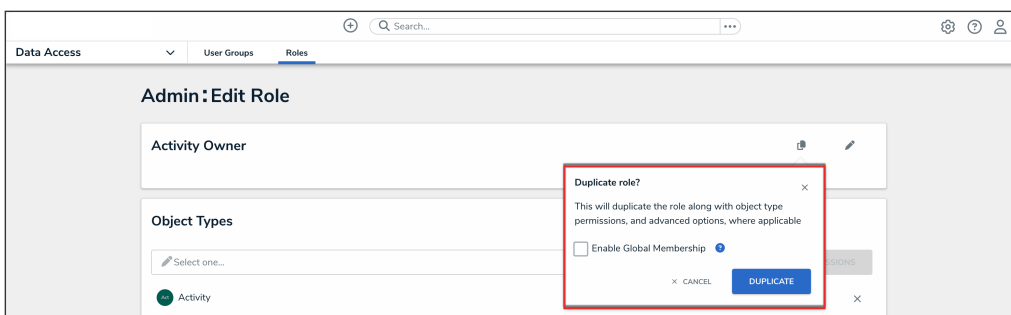 Search...
Data Access
User Groups
Roles
Admin:Edit Role
Activity Owner
Duplicate role?
This will duplicate the role along with object type
permissions, and advanced options, where applicable
Enable Global Membership
?
× CANCEL
DUPLICATE
Object Types
Select one...
SSIONS
Act
Activity